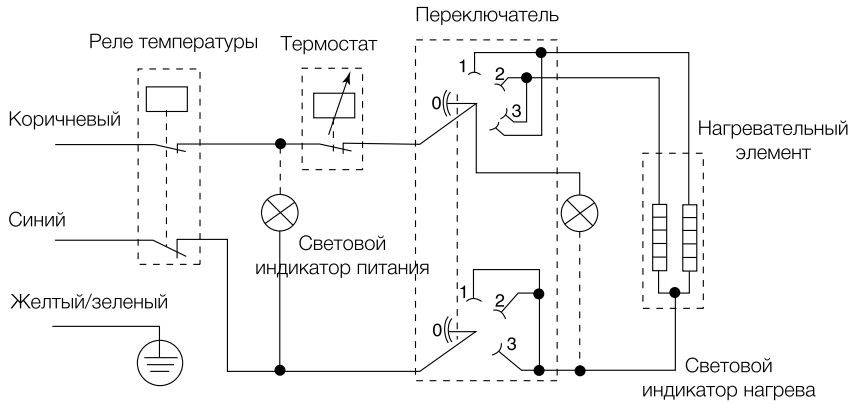 Переключатель
Реле температуры
Термостат
1
2
0
3
Коричневый
Нагревательный
элемент
Синий
Световой
индикатор питания
1
2
Желтый/зеленый
0
3
Световой
индикатор нагрева